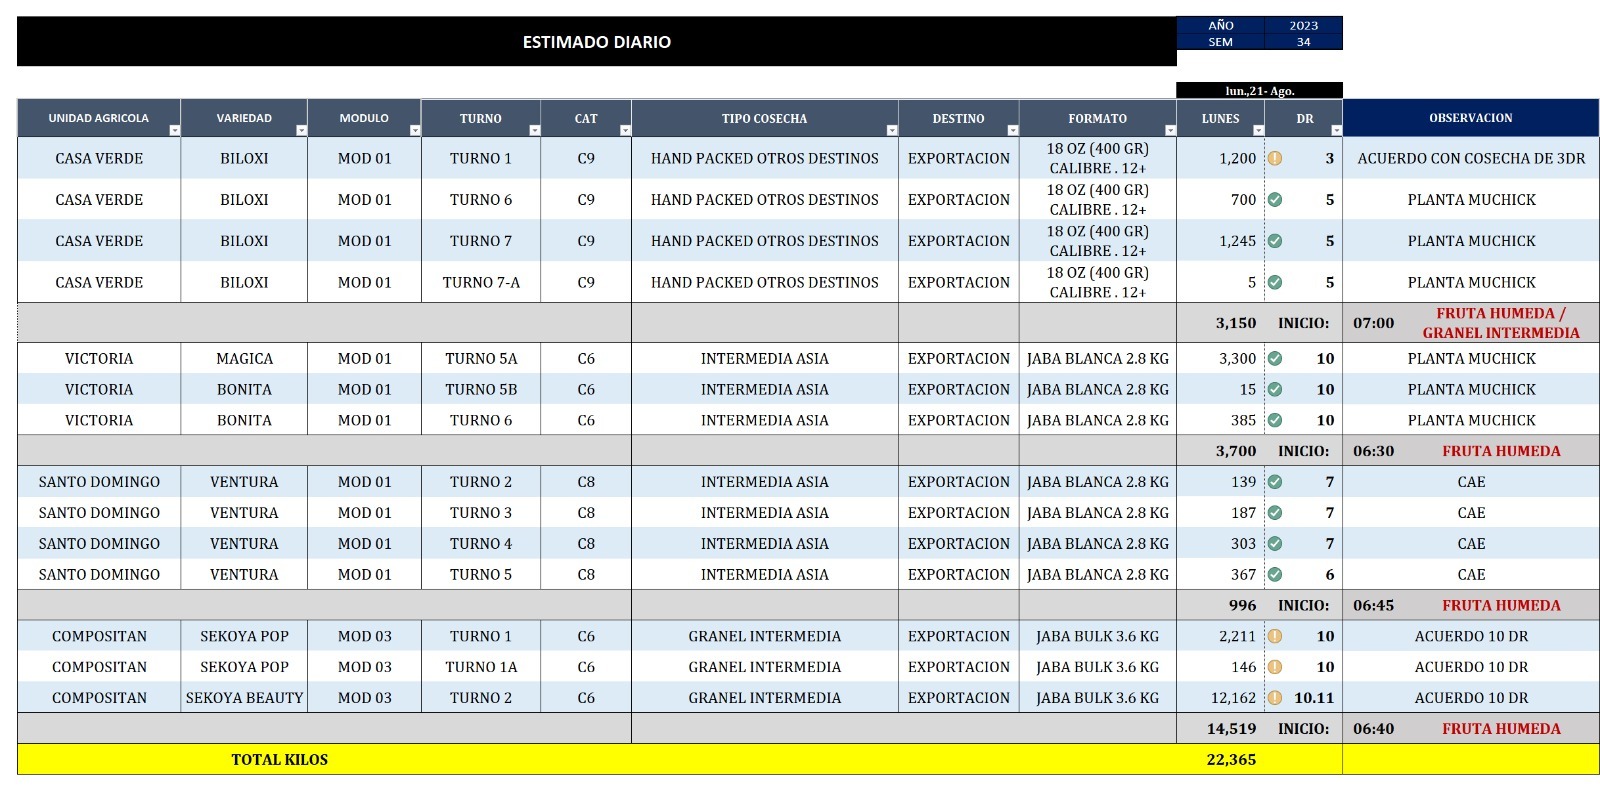 ESTIMADO DIARIO
AÑO 2023
SEM 34
lun.,21- Ago.
UNIDAD AGRICOLA VARIEDAD MODULO TURNO CAT TIPO COSECHA DESTINO FORMATO LUNES DR OBSERVACION
CASA VERDE BILOXI MOD 01 TURNO 1 C9 HAND PACKED OTROS DESTINOS EXPORTACION 18 OZ (400 GR) CALIBRE . 12+ 1,200 3 ACUERDO CON COSECHA DE 3DR
CASA VERDE BILOXI MOD 01 TURNO 6 C9 HAND PACKED OTROS DESTINOS EXPORTACION 18 OZ (400 GR) CALIBRE . 12+ 700 5 PLANTA MUCHICK
CASA VERDE BILOXI MOD 01 TURNO 7 C9 HAND PACKED OTROS DESTINOS EXPORTACION 18 OZ (400 GR) CALIBRE . 12+ 1,245 5 PLANTA MUCHICK
CASA VERDE BILOXI MOD 01 TURNO 7-A C9 HAND PACKED OTROS DESTINOS EXPORTACION 18 OZ (400 GR) CALIBRE . 12+ 5 5 PLANTA MUCHICK
3,150 INICIO: 07:00 FRUTA HUMEDA / GRANEL INTERMEDIA
VICTORIA MAGICA MOD 01 TURNO 5A C6 INTERMEDIA ASIA EXPORTACION JABA BLANCA 2.8 KG 3,300 10 PLANTA MUCHICK
VICTORIA BONITA MOD 01 TURNO 5B C6 INTERMEDIA ASIA EXPORTACION JABA BLANCA 2.8 KG 15 10 PLANTA MUCHICK
VICTORIA BONITA MOD 01 TURNO 6 C6 INTERMEDIA ASIA EXPORTACION JABA BLANCA 2.8 KG 385 10 PLANTA MUCHICK
3,700 INICIO: 06:30 FRUTA HUMEDA
SANTO DOMINGO VENTURA MOD 01 TURNO 2 C8 INTERMEDIA ASIA EXPORTACION JABA BLANCA 2.8 KG 139 7 CAE
SANTO DOMINGO VENTURA MOD 01 TURNO 3 C8 INTERMEDIA ASIA EXPORTACION JABA BLANCA 2.8 KG 187 7 CAE
SANTO DOMINGO VENTURA MOD 01 TURNO 4 C8 INTERMEDIA ASIA EXPORTACION JABA BLANCA 2.8 KG 303 7 CAE
SANTO DOMINGO VENTURA MOD 01 TURNO 5 C8 INTERMEDIA ASIA EXPORTACION JABA BLANCA 2.8 KG 367 6 CAE
996 INICIO: 06:45 FRUTA HUMEDA
COMPOSITAN SEKOYA POP MOD 03 TURNO 1 C6 GRANEL INTERMEDIA EXPORTACION JABA BULK 3.6 KG 2,211 10 ACUERDO 10 DR
COMPOSITAN SEKOYA POP MOD 03 TURNO 1A C6 GRANEL INTERMEDIA EXPORTACION JABA BULK 3.6 KG 146 10 ACUERDO 10 DR
COMPOSITAN SEKOYA BEAUTY MOD 03 TURNO 2 C6 GRANEL INTERMEDIA EXPORTACION JABA BULK 3.6 KG 12,162 10.11 ACUERDO 10 DR
14,519 INICIO: 06:40 FRUTA HUMEDA
TOTAL KILOS 22,365